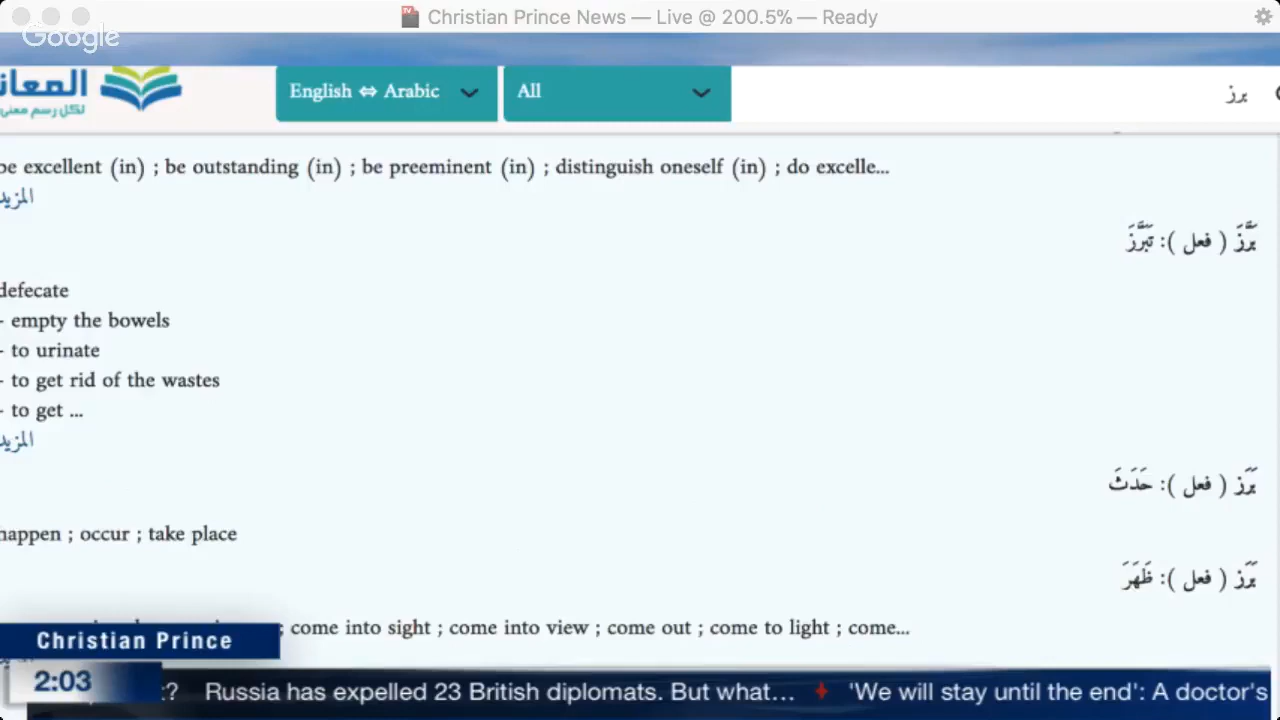 Christian Prince News — Live @ 200.5% — Ready
Google
المعان
لكل رسم معنى
English ⇔ Arabic
All
برز
be excellent (in) ; be outstanding (in) ; be preeminent (in) ; distinguish oneself (in) ; do excelle...
المزيد
بَرَّزَ ( فعل ): تَبَرَّزَ
defecate
- empty the bowels
- to urinate
- to get rid of the wastes
- to get ...
المزيد
بَرَز ( فعل ): حَدَثَ
happen ; occur ; take place
بَرَز ( فعل ): ظَهَرَ
; come into sight ; come into view ; come out ; come to light ; come...
Christian Prince
2:03
? Russia has expelled 23 British diplomats. But what... 'We will stay until the end': A doctor's